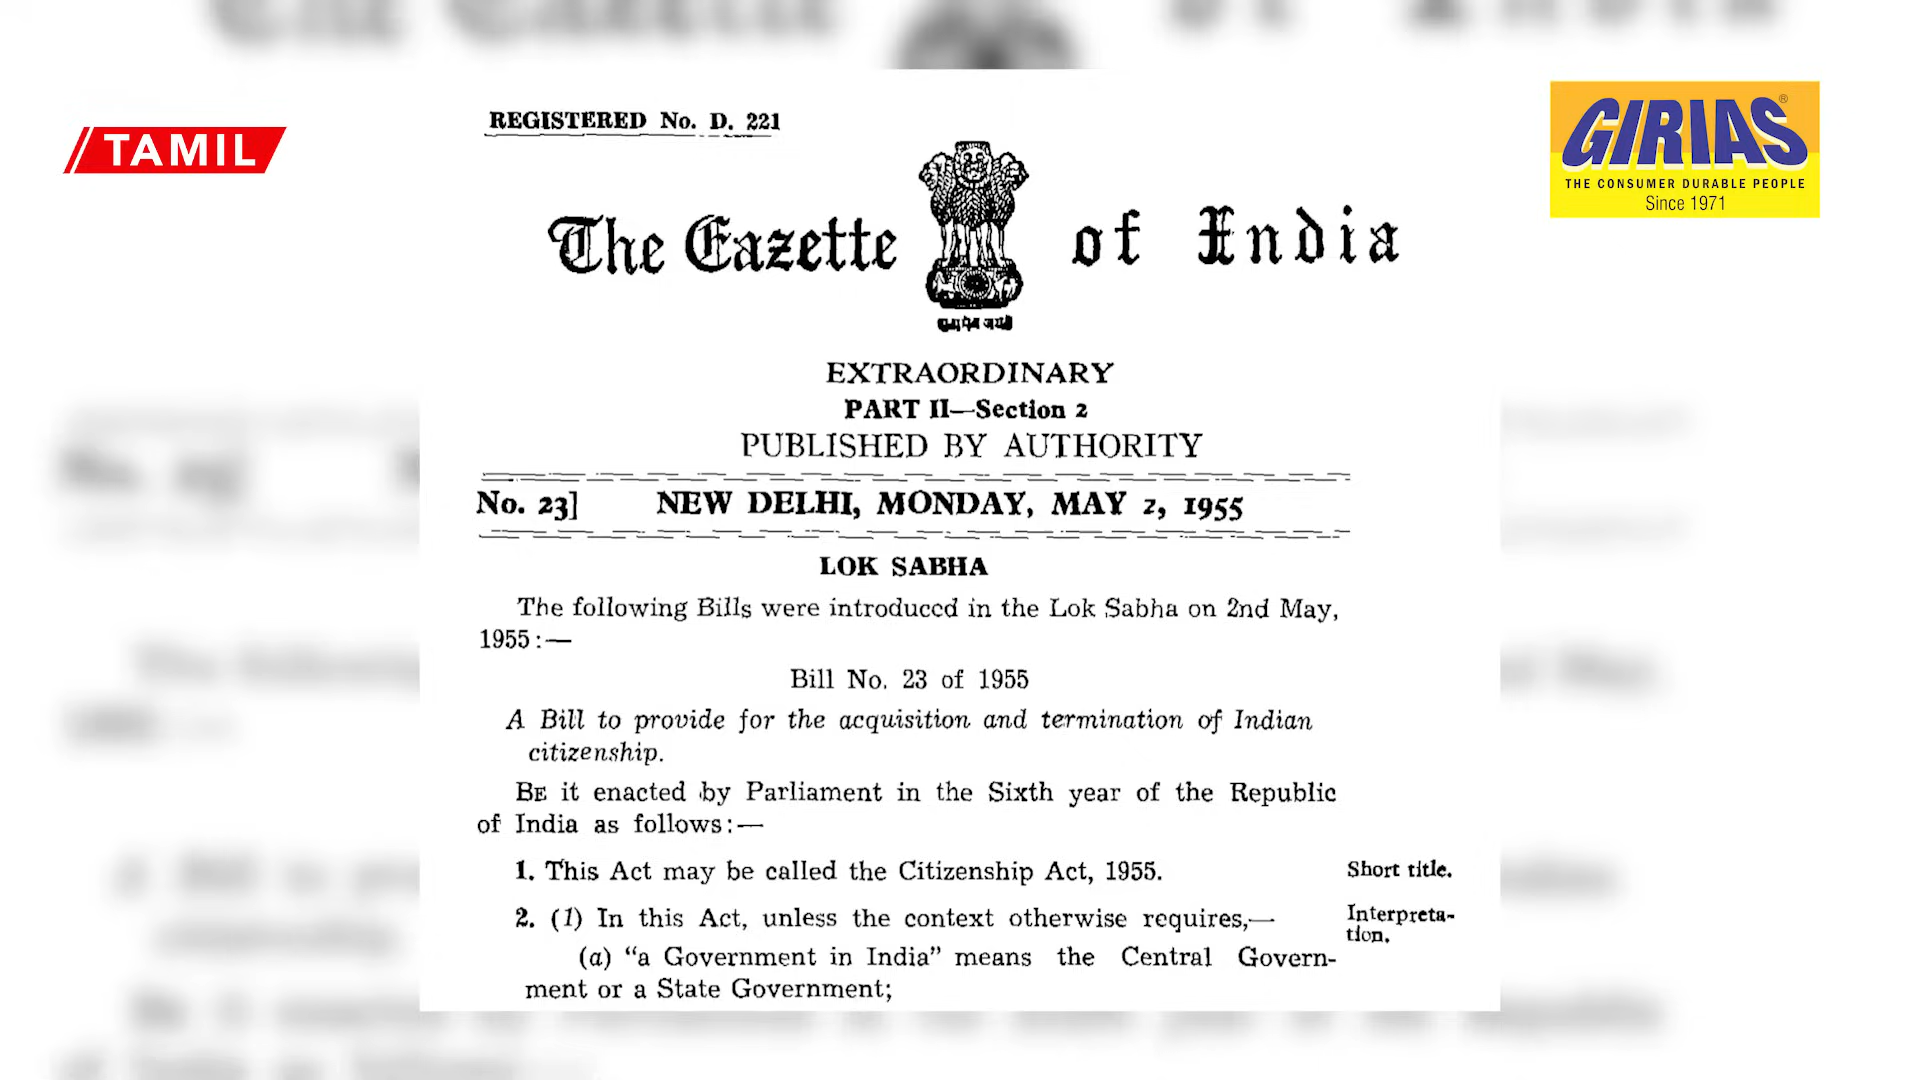 TAMIL
GIRIAS®
THE CONSUMER DURABLE PEOPLE
Since 1971
REGISTERED No. D. 221
The Gazette of India
EXTRAORDINARY
PART II—Section 2
PUBLISHED BY AUTHORITY
No. 23] NEW DELHI, MONDAY, MAY 2, 1955
LOK SABHA
The following Bills were introduced in the Lok Sabha on 2nd May,
1955:—
Bill No. 23 of 1955
A Bill to provide for the acquisition and termination of Indian
citizenship.
BE it enacted by Parliament in the Sixth year of the Republic
of India as follows:—
1. This Act may be called the Citizenship Act, 1955. Short title.
2. (1) In this Act, unless the context otherwise requires,— Interpreta-
tion.
(a) “a Government in India” means the Central Govern-
ment or a State Government;